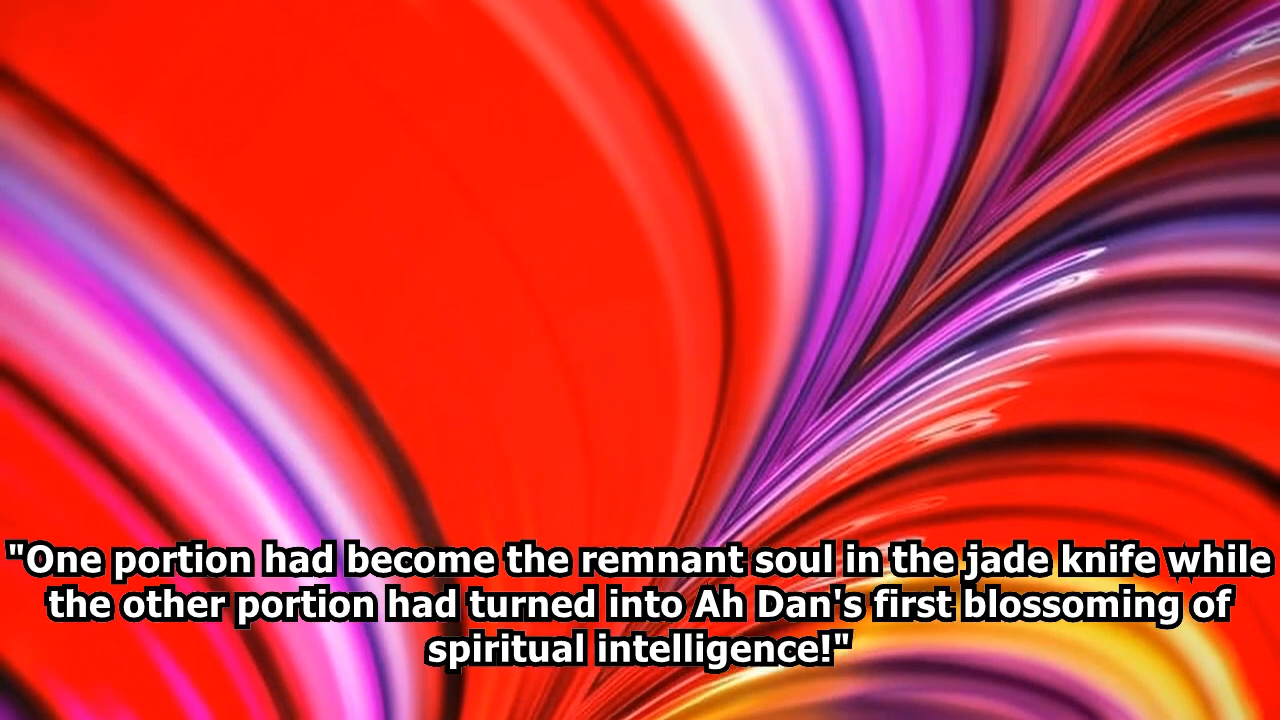 "One portion had become the remnant soul in the jade knife while
the other portion had turned into Ah Dan's first blossoming of
spiritual intelligence!"